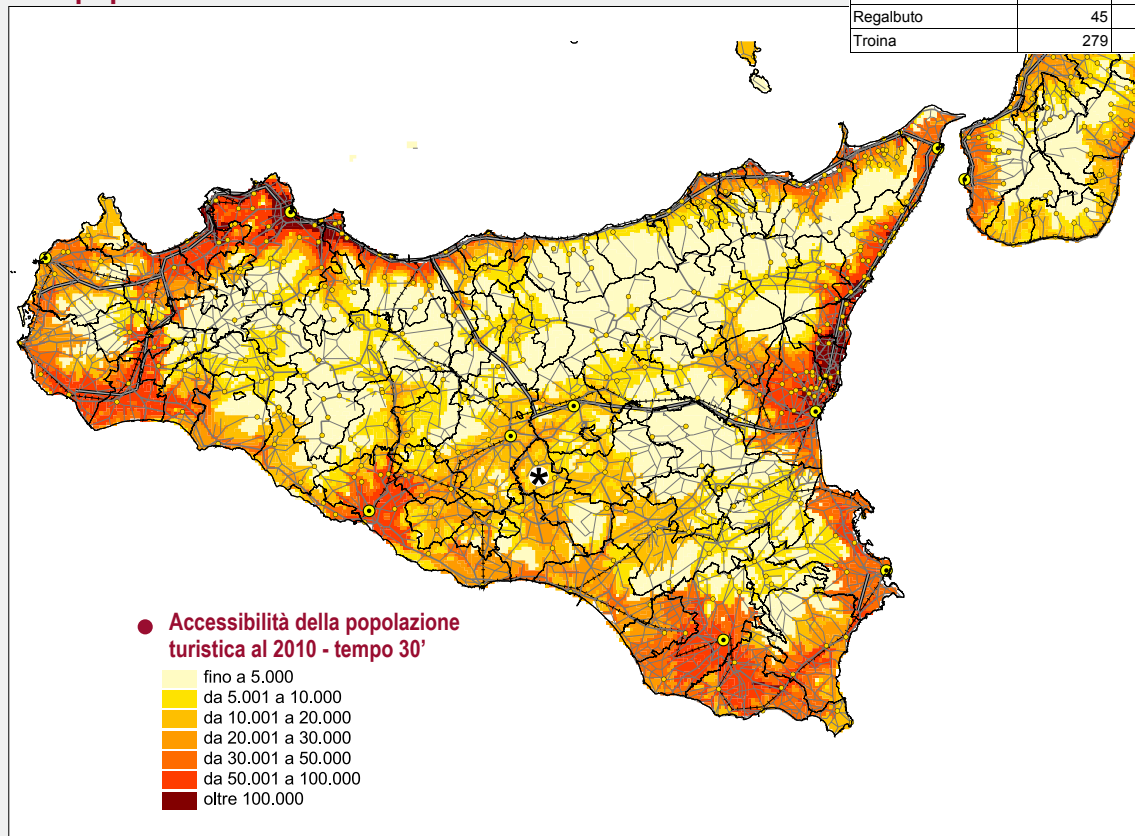 Regalbuto 45
Troina 279
*
Accessibilità della popolazione
turistica al 2010 - tempo 30’
fino a 5.000
da 5.001 a 10.000
da 10.001 a 20.000
da 20.001 a 30.000
da 30.001 a 50.000
da 50.001 a 100.000
oltre 100.000